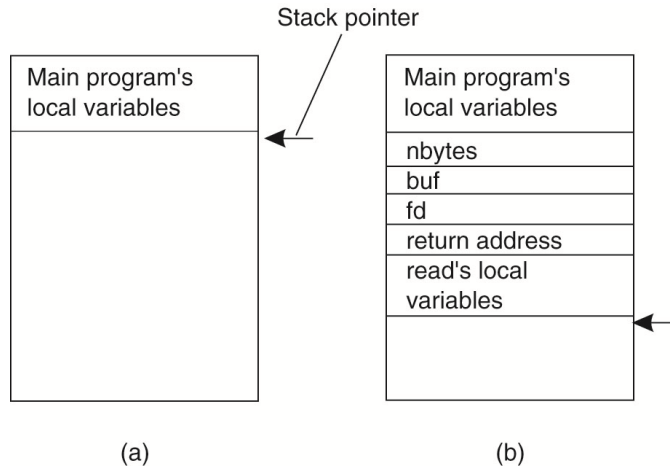 Stack pointer
Main program's
local variables
(a)
Main program's
local variables
nbytes
buf
fd
return address
read's local
variables
(b)